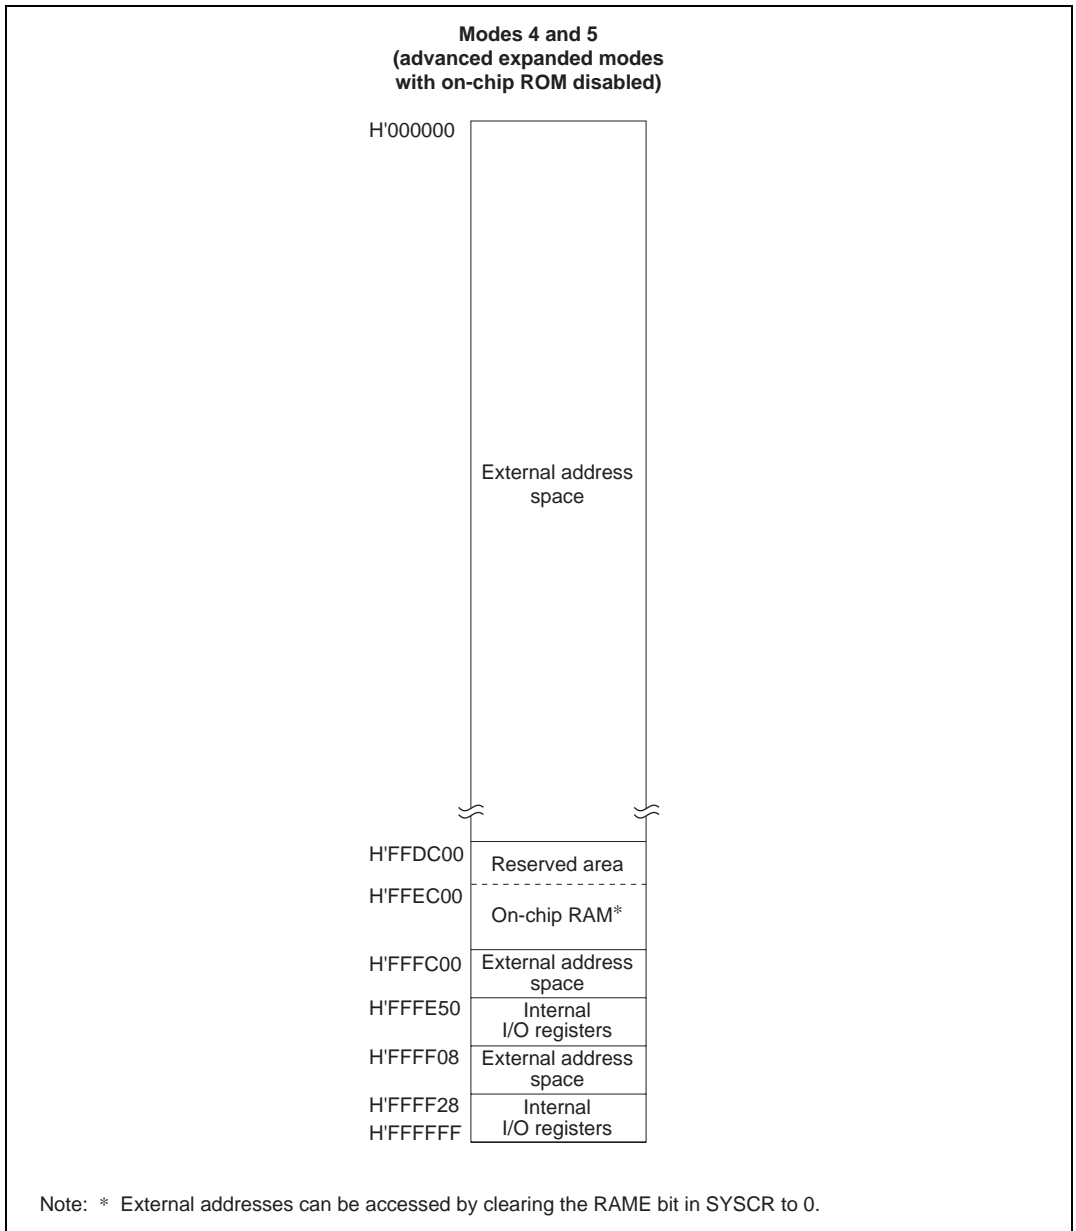 Modes 4 and 5
(advanced expanded modes
with on-chip ROM disabled)
H'000000
External address
space
H'FFDC00
Reserved area
H'FFEC00
On-chip RAM*
H'FFFC00
External address
space
H'FFFE50
Internal
I/O registers
H'FFFF08
External address
space
H'FFFF28
Internal
I/O registers
H'FFFFFF
Note: * External addresses can be accessed by clearing the RAME bit in SYSCR to 0.